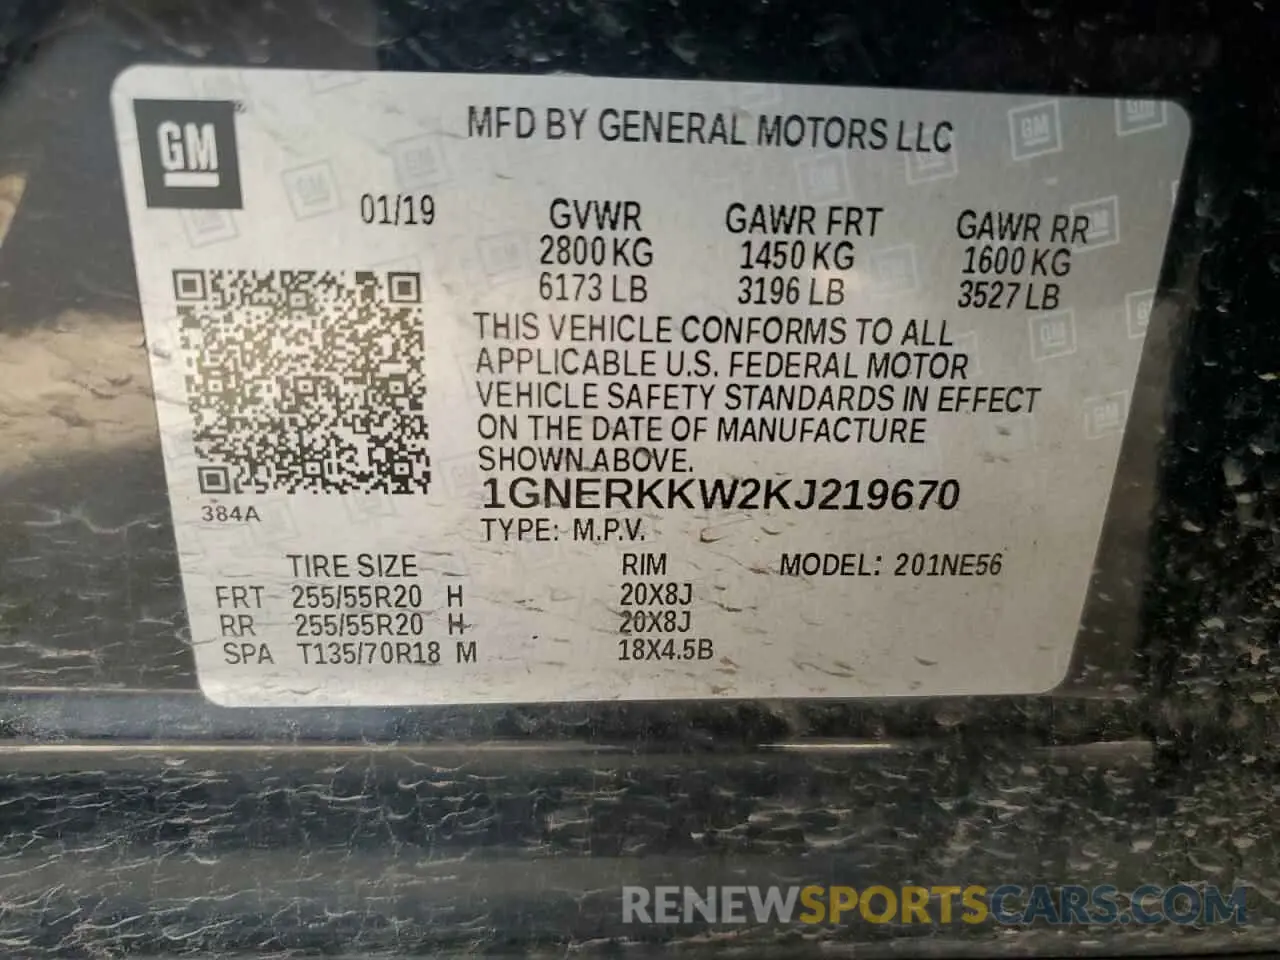 GM
MFD BY GENERAL MOTORS LLC
01/19 GVWR GAWR FRT GAWR RR
2800 KG 1450 KG 1600 KG
6173 LB 3196 LB 3527 LB
THIS VEHICLE CONFORMS TO ALL
APPLICABLE U.S. FEDERAL MOTOR
VEHICLE SAFETY STANDARDS IN EFFECT
ON THE DATE OF MANUFACTURE
SHOWN ABOVE.
1GNERKKW2KJ219670
384A
TYPE: M.P.V.
TIRE SIZE RIM MODEL: 201NE56
FRT 255/55R20 H 20X8J
RR 255/55R20 H 20X8J
SPA T135/70R18 M 18X4.5B
RENEWSPORTSCARS.COM